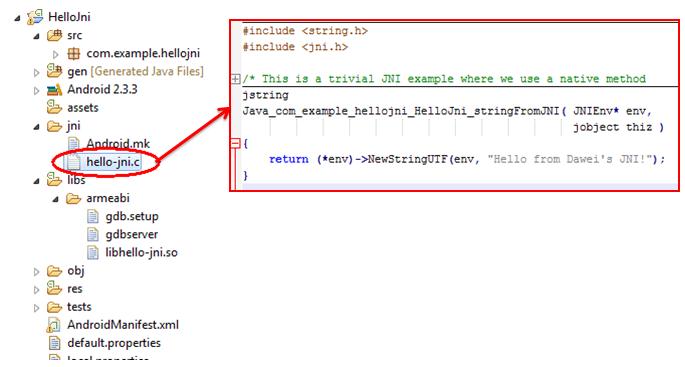 HelloJni
src
com.example.hellojni
gen [Generated Java Files]
Android 2.3.3
assets
jni
Android.mk
hello-jni.c
libs
armeabi
gdb.setup
gdbserver
libhello-jni.so
obj
res
tests
AndroidManifest.xml
default.properties
local.properties
#include <string.h>
#include <jni.h>
/* This is a trivial JNI example where we use a native method
jstring
Java_com_example_hellojni_HelloJni_stringFromJNI( JNIEnv* env,
jobject thiz )
{
return (*env)->NewStringUTF(env, "Hello from Dawei's JNI!");
}